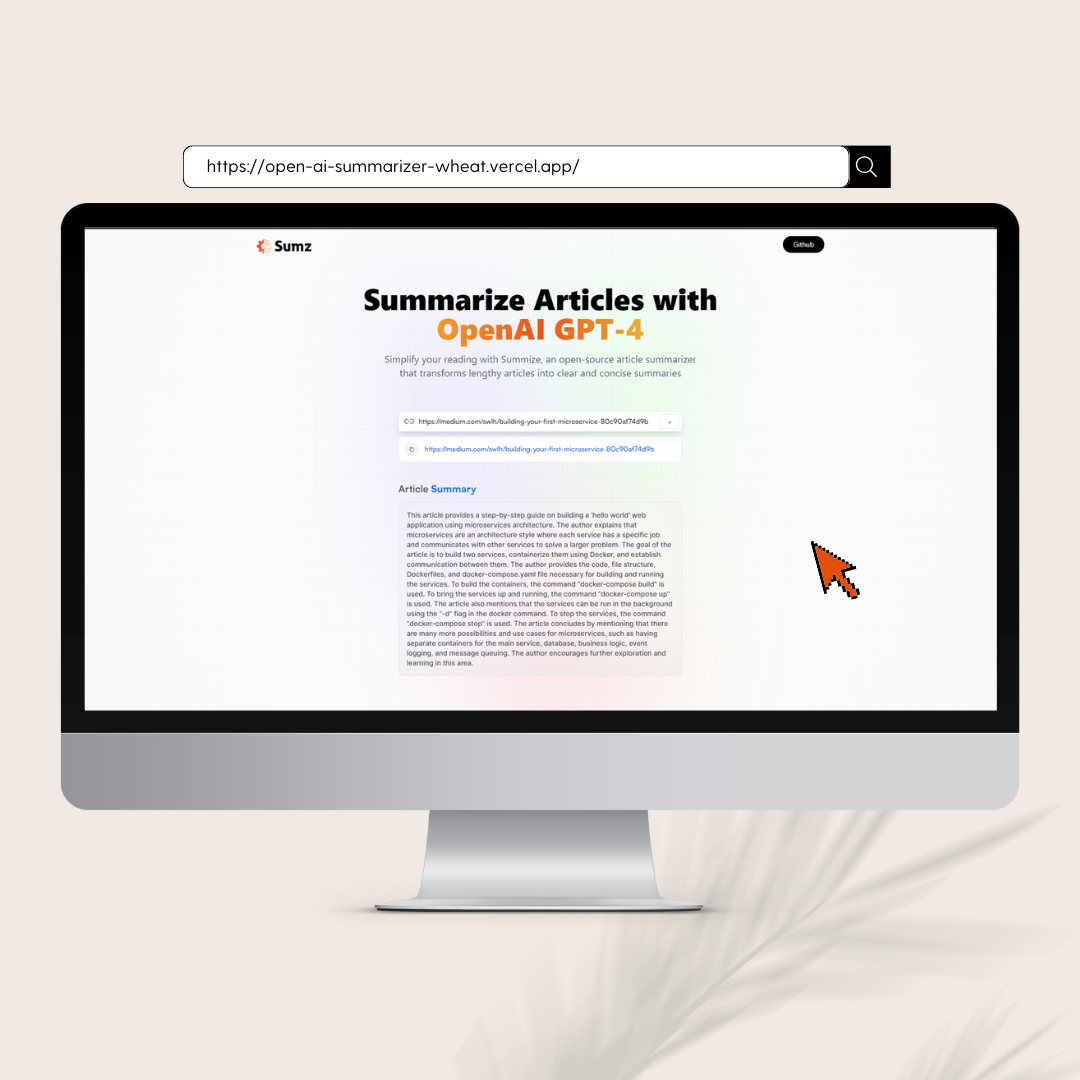 https://open-ai-summarizer-wheat.vercel.app/
Sumz
Github
Summarize Articles with
OpenAI GPT-4
Simplify your reading with Summize, an open-source article summarizer
that transforms lengthy articles into clear and concise summaries
https://medium.com/swlh/building-your-first-microservice-80c90af74d9b
https://medium.com/swlh/building-your-first-microservice-80c90af74d9b
Article Summary
This article provides a step-by-step guide on building a 'hello world' web
application using microservices architecture. The author explains that
microservices are an architecture style where each service has a specific job
and communicates with other services to solve a larger problem. The goal of the
article is to build two services, containerize them using Docker, and establish
communication between them. The author provides the code, file structure,
Dockerfiles, and docker-compose.yaml file necessary for building and running
the services. To build the containers, the command "docker-compose build" is
used. To bring the services up and running, the command "docker-compose up"
is used. The article also mentions that the services can be run in the background
using the "-d" flag in the docker command. To stop the services, the command
"docker-compose stop" is used. The article concludes by mentioning that there
are many more possibilities and use cases for microservices, such as having
separate containers for the main service, database, business logic, event
logging, and message queuing. The author encourages further exploration and
learning in this area.